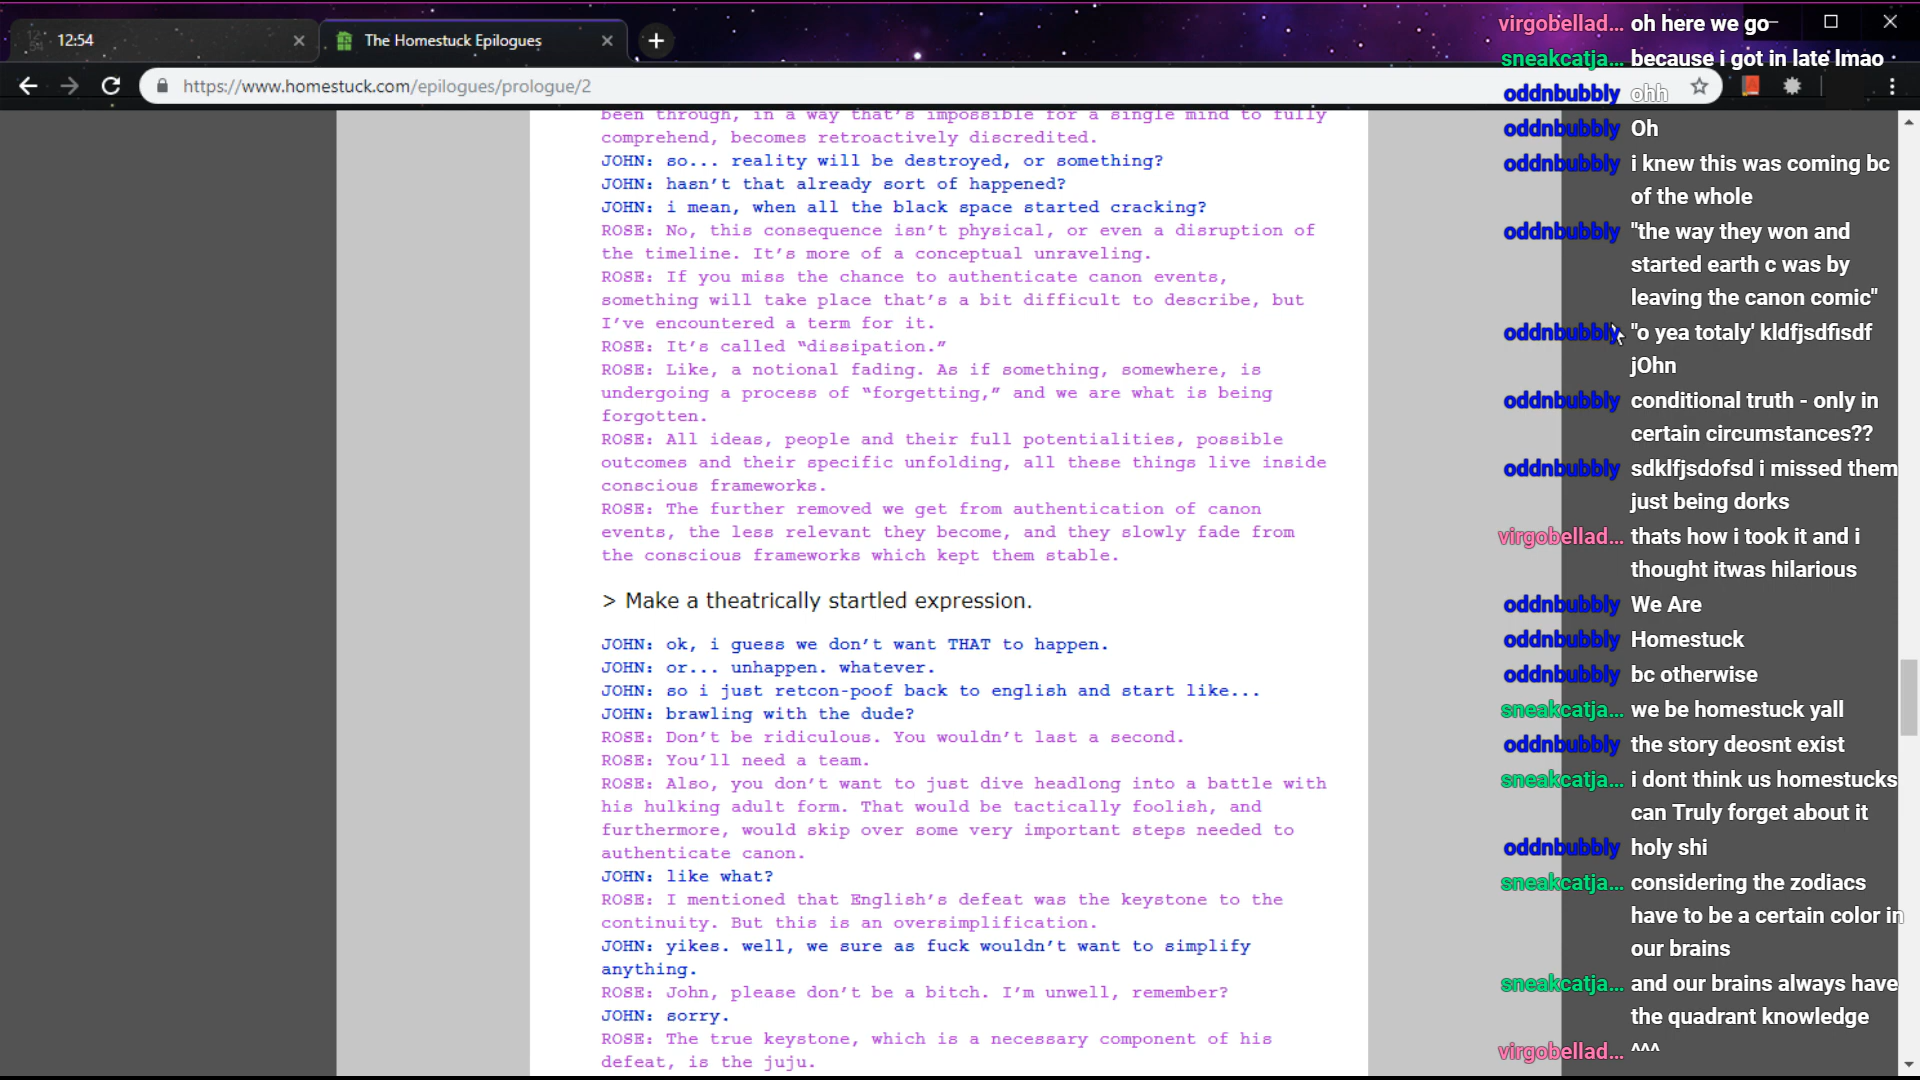 12:54
The Homestuck Epilogues
https://www.homestuck.com/epilogues/prologue/2
been through, in a way that's impossible for a single mind to fully
comprehend, becomes retroactively discredited.
JOHN: so... reality will be destroyed, or something?
JOHN: hasn't that already sort of happened?
JOHN: i mean, when all the black space started cracking?
ROSE: No, this consequence isn't physical, or even a disruption of
the timeline. It's more of a conceptual unraveling.
ROSE: If you miss the chance to authenticate canon events,
something will take place that's a bit difficult to describe, but
I've encountered a term for it.
ROSE: It's called “dissipation.”
ROSE: Like, a notional fading. As if something, somewhere, is
undergoing a process of “forgetting,” and we are what is being
forgotten.
ROSE: All ideas, people and their full potentialities, possible
outcomes and their specific unfolding, all these things live inside
conscious frameworks.
ROSE: The further removed we get from authentication of canon
events, the less relevant they become, and they slowly fade from
the conscious frameworks which kept them stable.
> Make a theatrically startled expression.
JOHN: ok, i guess we don't want THAT to happen.
JOHN: or... unhappen. whatever.
JOHN: so i just retcon-poof back to english and start like...
JOHN: brawling with the dude?
ROSE: Don't be ridiculous. You wouldn't last a second.
ROSE: You'll need a team.
ROSE: Also, you don't want to just dive headlong into a battle with
his hulking adult form. That would be tactically foolish, and
furthermore, would skip over some very important steps needed to
authenticate canon.
JOHN: like what?
ROSE: I mentioned that English's defeat was the keystone to the
continuity. But this is an oversimplification.
JOHN: yikes. well, we sure as fuck wouldn't want to simplify
anything.
ROSE: John, please don't be a bitch. I'm unwell, remember?
JOHN: sorry.
ROSE: The true keystone, which is a necessary component of his
defeat, is the juju.
virgobellad... oh here we go
sneakcatja... because i got in late lmao
oddnbubbly ohh
oddnbubbly Oh
oddnbubbly i knew this was coming bc
of the whole
oddnbubbly "the way they won and
started earth c was by
leaving the canon comic"
oddnbubbly "o yea totaly' kldfjsdfisdf
jOhn
oddnbubbly conditional truth - only in
certain circumstances??
oddnbubbly sdklfjsdofsd i missed them
just being dorks
virgobellad... thats how i took it and i
thought itwas hilarious
oddnbubbly We Are
oddnbubbly Homestuck
oddnbubbly bc otherwise
sneakcatja... we be homestuck yall
oddnbubbly the story deosnt exist
sneakcatja... i dont think us homestucks
can Truly forget about it
oddnbubbly holy shi
sneakcatja... considering the zodiacs
have to be a certain color in
our brains
sneakcatja... and our brains always have
the quadrant knowledge
virgobellad... ^^^